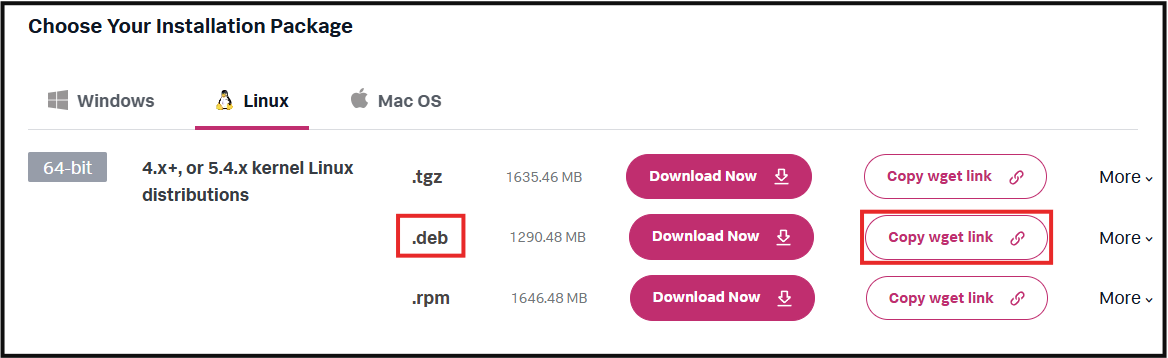 Choose Your Installation Package
Windows Linux Mac OS
64-bit 4.x+, or 5.4.x kernel Linux
distributions
.tgz 1635.46 MB Download Now Copy wget link More
.deb 1290.48 MB Download Now Copy wget link More
.rpm 1646.48 MB Download Now Copy wget link More